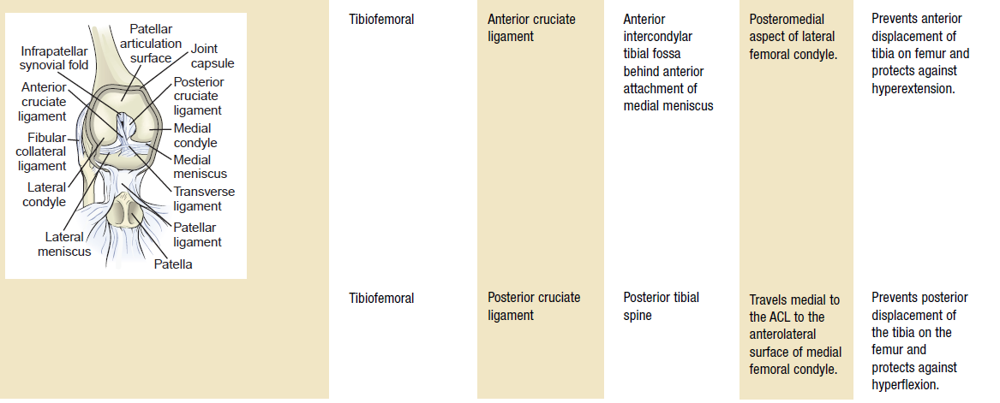 Patellar
articulation
surface
Joint
capsule
Infrapatellar
synovial fold
Posterior
cruciate
ligament
Anterior
cruciate
ligament
Medial
condyle
Fibular
collateral
ligament
Medial
meniscus
Lateral
condyle
Transverse
ligament
Patellar
ligament
Lateral
meniscus
Patella
Tibiofemoral
Anterior cruciate
ligament
Anterior
intercondylar
tibial fossa
behind anterior
attachment of
medial meniscus
Posteromedial
aspect of lateral
femoral condyle.
Prevents anterior
displacement of
tibia on femur and
protects against
hyperextension.
Tibiofemoral
Posterior cruciate
ligament
Posterior tibial
spine
Travels medial to
the ACL to the
anterolateral
surface of medial
femoral condyle.
Prevents posterior
displacement of
the tibia on the
femur and
protects against
hyperflexion.